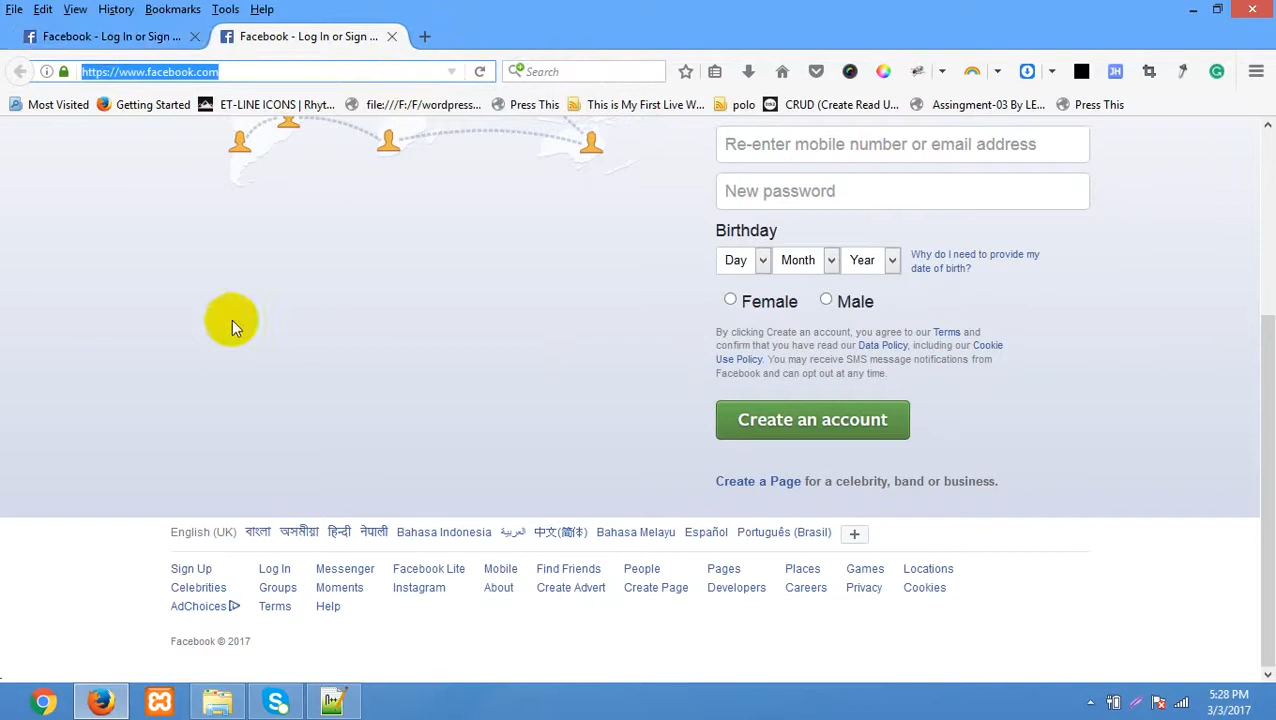 File Edit View History Bookmarks Tools Help
Facebook - Log In or Sign ... Facebook - Log In or Sign ...
https://www.facebook.com Search
Most Visited Getting Started ET-LINE ICONS | Rhyt... file:///F:/F/wordpress... Press This This is My First Live W... polo CRUD (Create Read U... Assingment-03 By LE... Press This
Re-enter mobile number or email address
New password
Birthday
Day Month Year
Why do I need to provide my
date of birth?
Female Male
By clicking Create an account, you agree to our Terms and
confirm that you have read our Data Policy, including our Cookie
Use Policy. You may receive SMS message notifications from
Facebook and can opt out at any time.
Create an account
Create a Page for a celebrity, band or business.
English (UK) বাংলা অসমীয়া हिन्दी नेपाली Bahasa Indonesia العربية 中文(简体) Bahasa Melayu Español Português (Brasil)
Sign Up Log In Messenger Facebook Lite Mobile Find Friends People Pages Places Games Locations
Celebrities Groups Moments Instagram About Create Advert Create Page Developers Careers Privacy Cookies
AdChoices Terms Help
Facebook © 2017
5:28 PM
3/3/2017